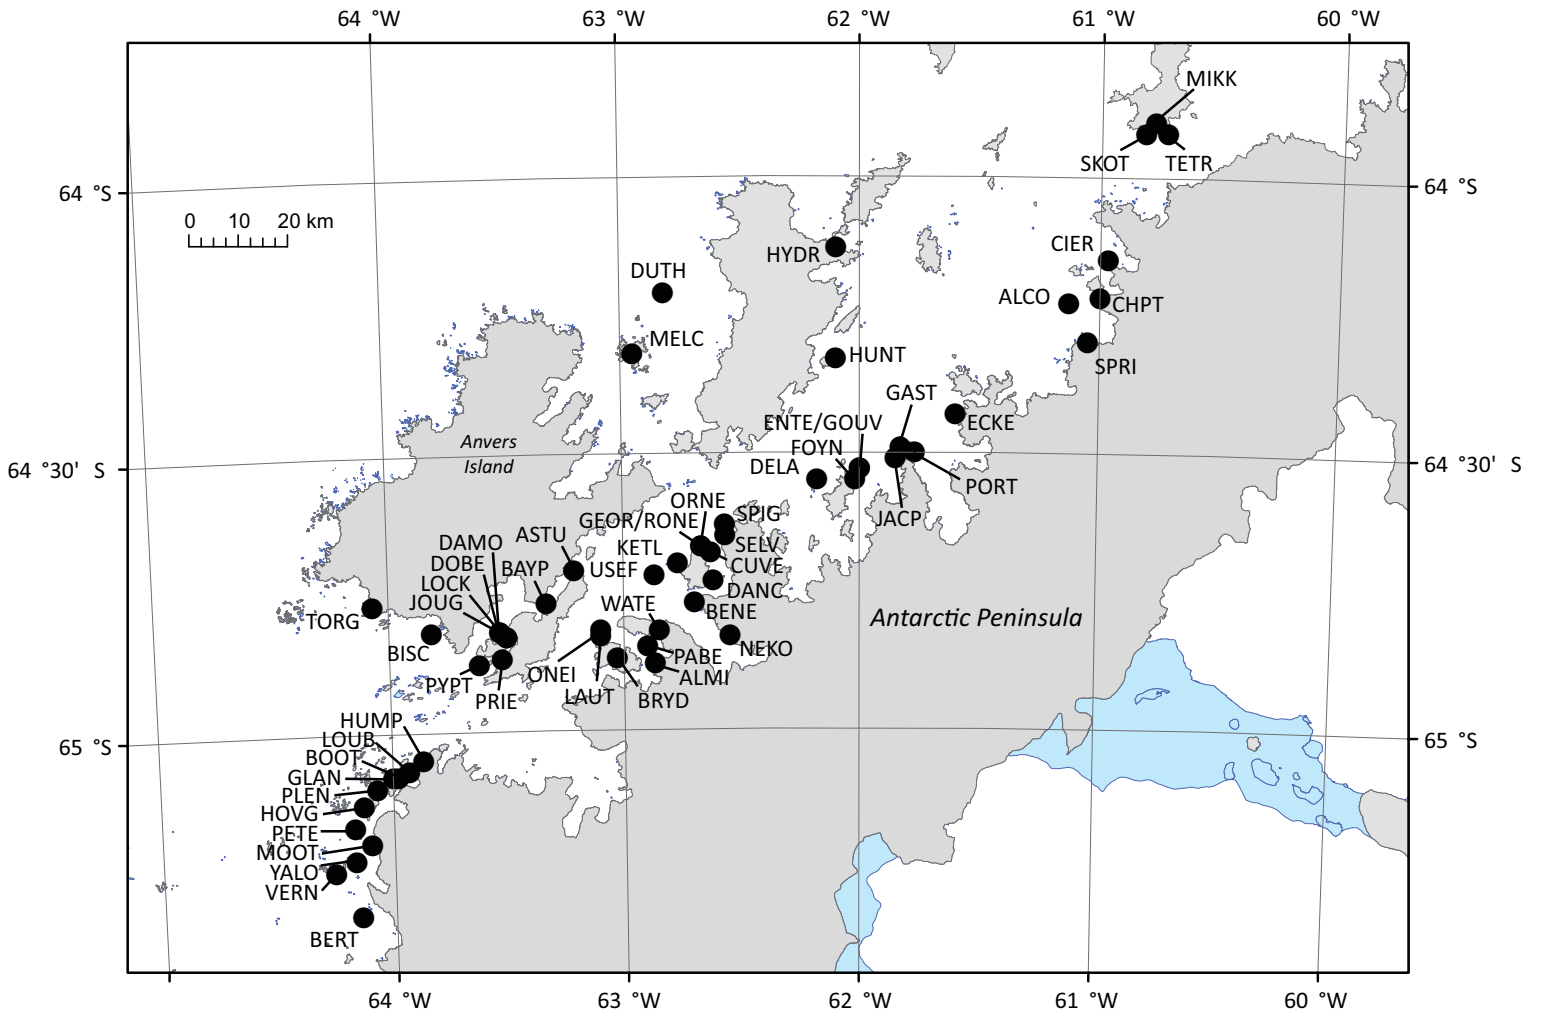 64 °W 63 °W 62 °W 61 °W 60 °W
MIKK
SKOT TETR
64 °S 64 °S
0 10 20 km
CIER
HYDR
DUTH
ALCO CHPT
MELC
HUNT
SPRI
GAST
ENTE/GOUV ECKE
Anvers
Island
FOYN
DELA
64 °30' S 64 °30' S
PORT
ORNE
SPIG
GEOR/RONE JACP
ASTU
DAMO KETL SELV
DOBE BAYP USEF CUVE
LOCK DANC
JOUG WATE BENE
Antarctic Peninsula
TORG
BISC NEKO
PABE
ONEI ALMI
PYPT LAUT BRYD
PRIE
HUMP
LOUB
65 °S 65 °S
BOOT
GLAN
PLEN
HOVG
PETE
MOOT
YALO
VERN
BERT
64 °W 63 °W 62 °W 61 °W 60 °W